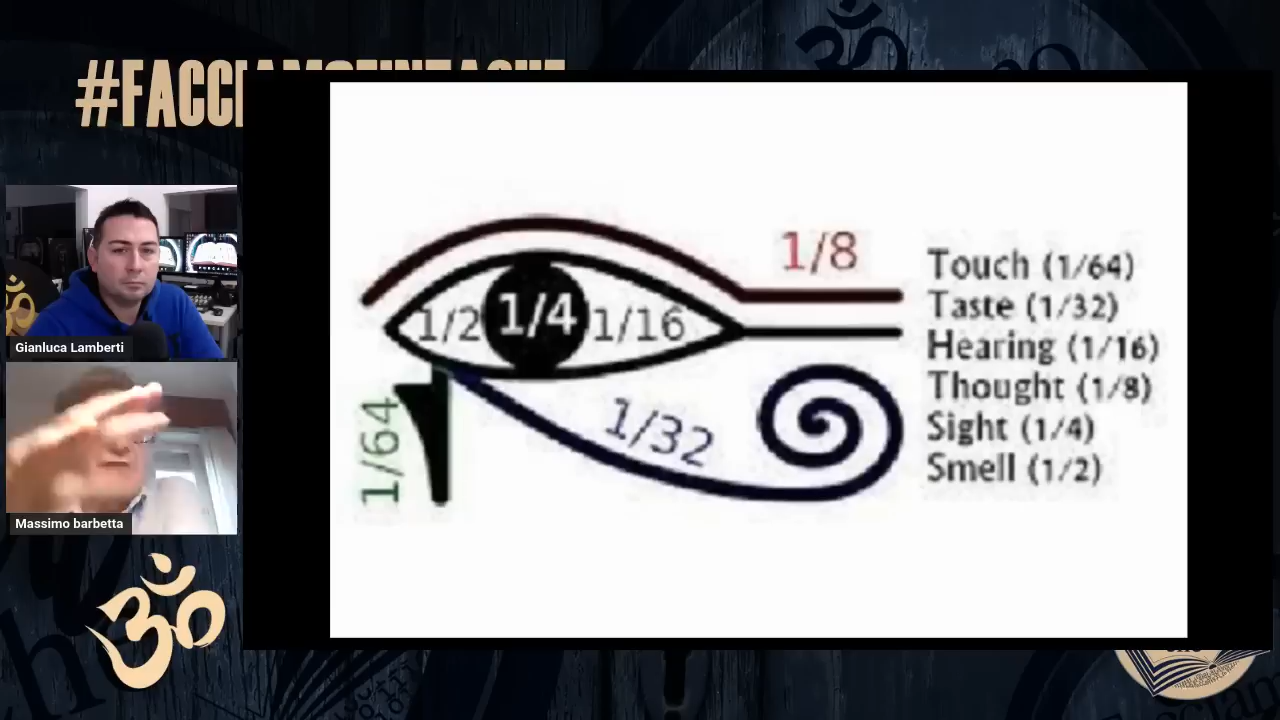 Gianluca Lamberti
Massimo barbetta
1/8
1/2
1/4
1/16
1/32
1/64
Touch (1/64)
Taste (1/32)
Hearing (1/16)
Thought (1/8)
Sight (1/4)
Smell (1/2)